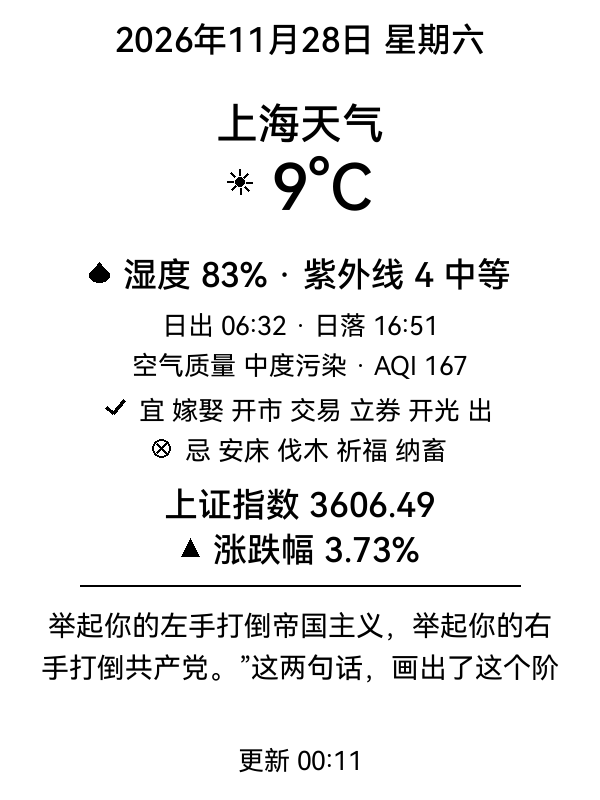 2026年11月28日 星期六
上海天气
9°C
湿度 83% · 紫外线 4 中等
日出 06:32 · 日落 16:51
空气质量 中度污染 · AQI 167
宜 嫁娶 开市 交易 立券 开光 出
忌 安床 伐木 祈福 纳畜
上证指数 3606.49
▲ 涨跌幅 3.73%
举起你的左手打倒帝国主义，举起你的右
手打倒共产党。”这两句话，画出了这个阶
更新 00:11